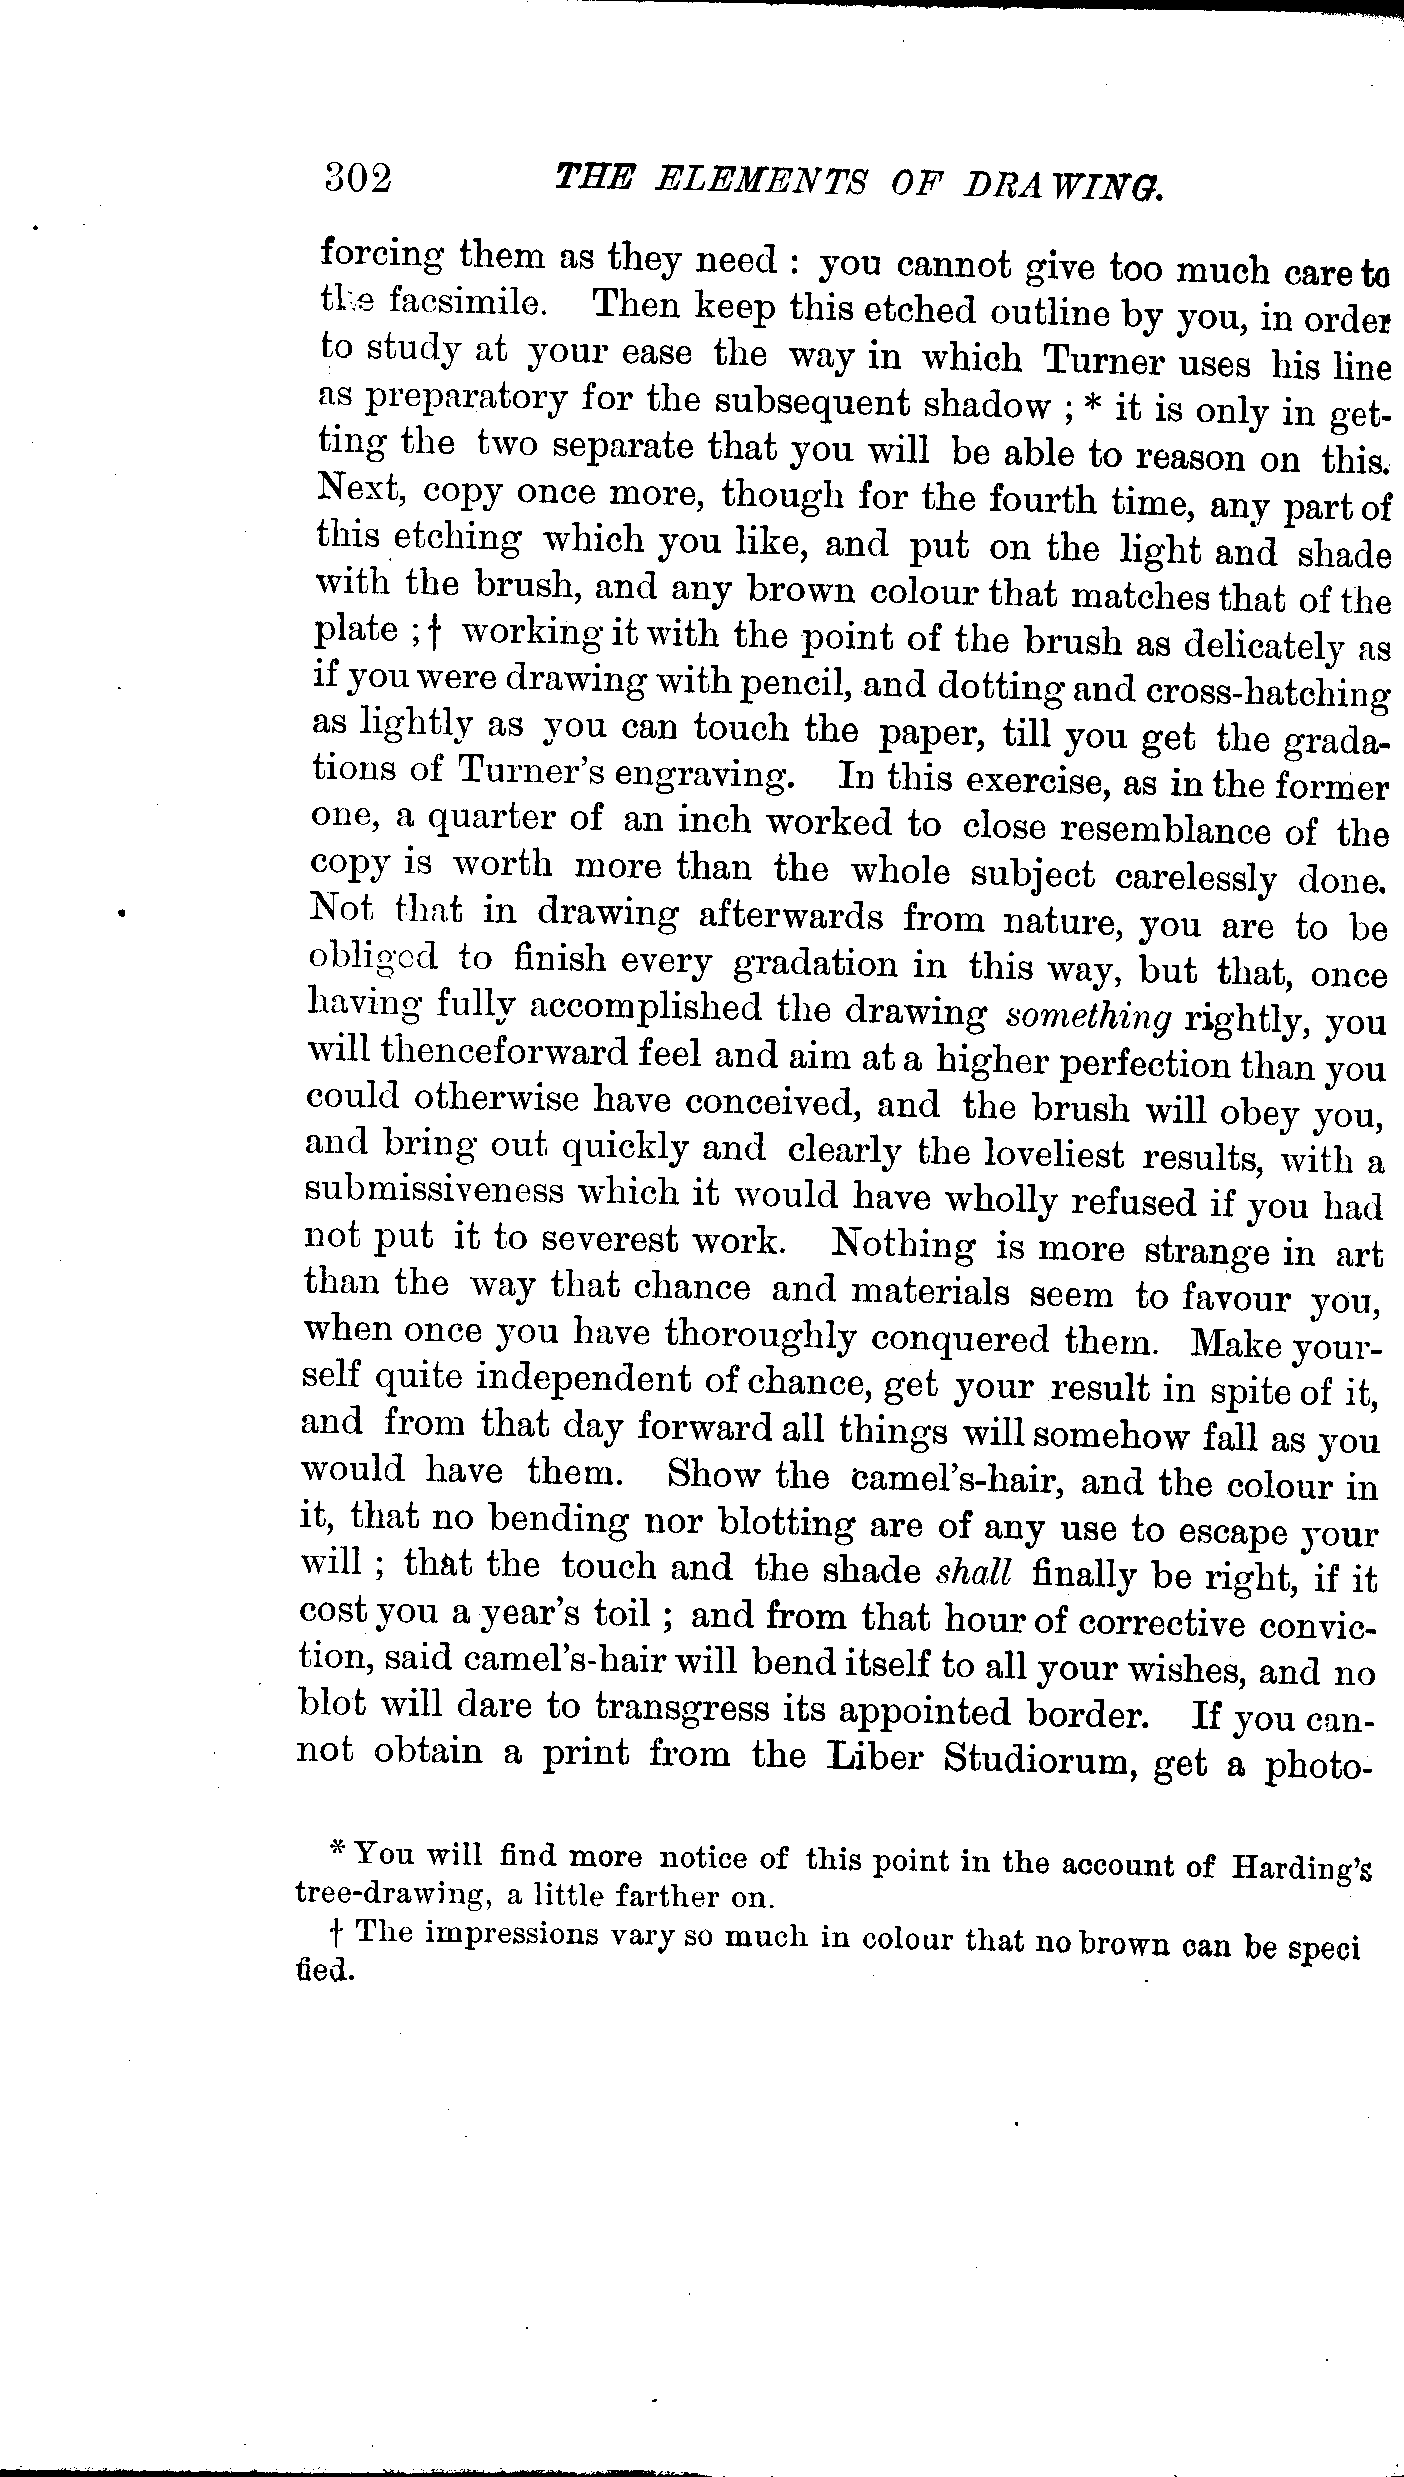 302 THE ELEMENTS OF DRAWING.
forcing them as they need : you cannot give too much care to
the facsimile. Then keep this etched outline by you, in order
to study at your ease the way in which Turner uses his line
as preparatory for the subsequent shadow ; * it is only in get-
ting the two separate that you will be able to reason on this.
Next, copy once more, though for the fourth time, any part of
this etching which you like, and put on the light and shade
with the brush, and any brown colour that matches that of the
plate ; † working it with the point of the brush as delicately as
if you were drawing with pencil, and dotting and cross-hatching
as lightly as you can touch the paper, till you get the grada-
tions of Turner's engraving. In this exercise, as in the former
one, a quarter of an inch worked to close resemblance of the
copy is worth more than the whole subject carelessly done.
Not that in drawing afterwards from nature, you are to be
obliged to finish every gradation in this way, but that, once
having fully accomplished the drawing something rightly, you
will thenceforward feel and aim at a higher perfection than you
could otherwise have conceived, and the brush will obey you,
and bring out quickly and clearly the loveliest results, with a
submissiveness which it would have wholly refused if you had
not put it to severest work. Nothing is more strange in art
than the way that chance and materials seem to favour you,
when once you have thoroughly conquered them. Make your-
self quite independent of chance, get your result in spite of it,
and from that day forward all things will somehow fall as you
would have them. Show the camel's-hair, and the colour in
it, that no bending nor blotting are of any use to escape your
will ; that the touch and the shade shall finally be right, if it
cost you a year's toil ; and from that hour of corrective convic-
tion, said camel's-hair will bend itself to all your wishes, and no
blot will dare to transgress its appointed border. If you can-
not obtain a print from the Liber Studiorum, get a photo-
* You will find more notice of this point in the account of Harding's
tree-drawing, a little farther on.
† The impressions vary so much in colour that no brown can be speci
fied.